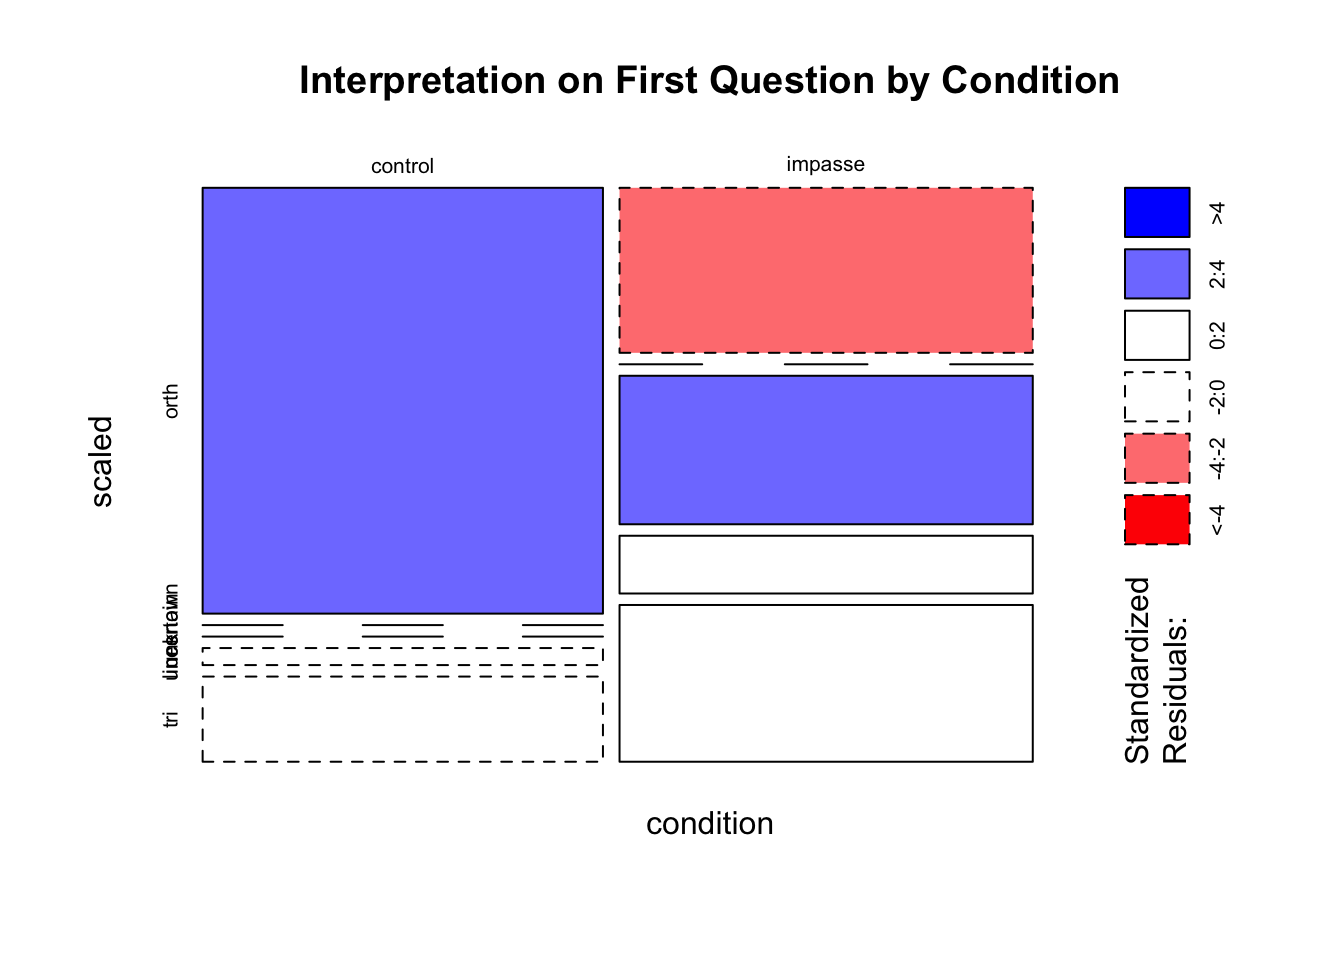 Interpretation on First Question by Condition
control
impasse
scaled
orth
tri
condition
>4
2:4
0:2
-2:0
-4:-2
<-4
Standardized
Residuals: